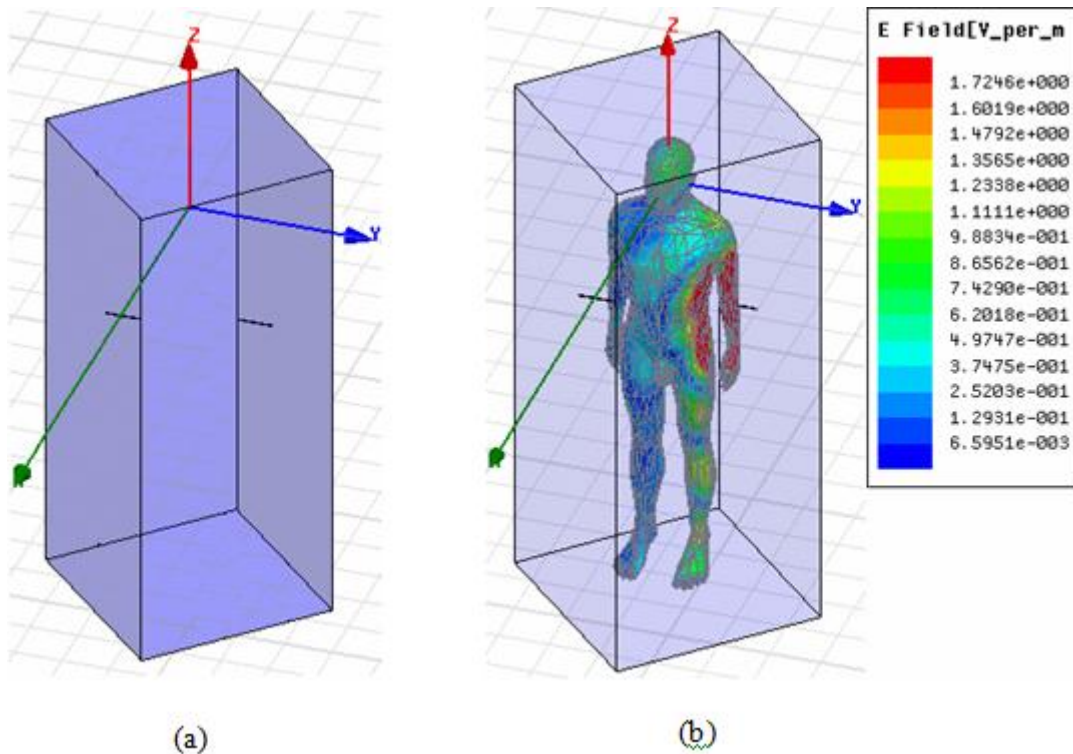 Z
Y
Z
Y
E Field[V_per_m
1.7246e+000
1.6019e+000
1.4792e+000
1.3565e+000
1.2338e+000
1.1111e+000
9.8834e-001
8.6562e-001
7.4290e-001
6.2018e-001
4.9747e-001
3.7475e-001
2.5203e-001
1.2931e-001
6.5951e-003
(a)
(b)